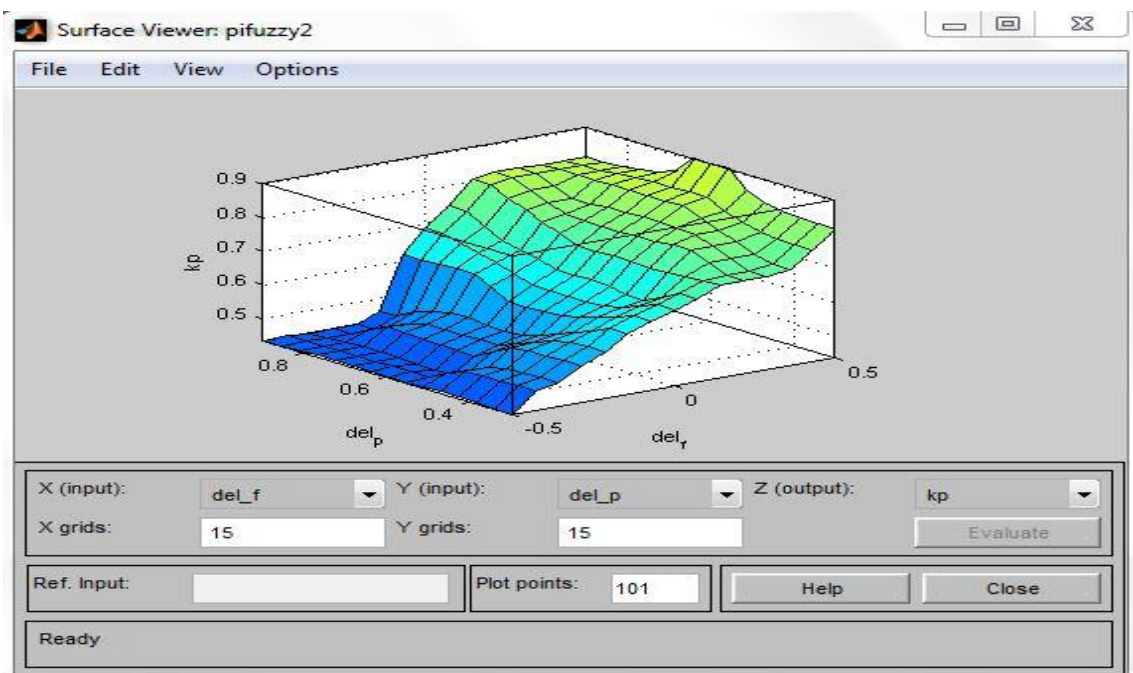 Surface Viewer: pifuzzy2
File Edit View Options
0.9
0.8
0.7
0.6
0.5
kp
0.8
0.6
0.4
del_p
-0.5
0
0.5
del_f
X (input): del_f Y (input): del_p Z (output): kp
X grids: 15 Y grids: 15 Evaluate
Ref. Input: Plot points: 101 Help Close
Ready